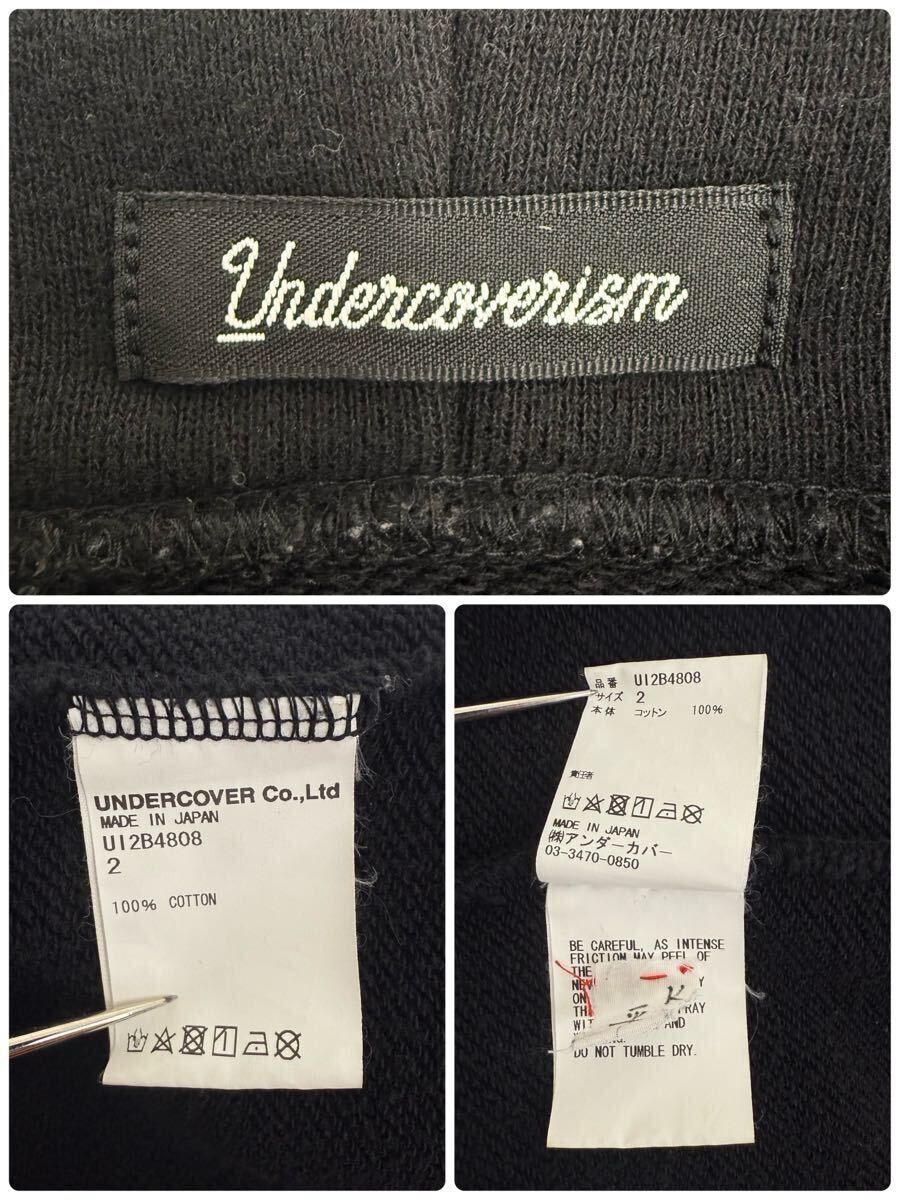 Undercoverism
UNDERCOVER Co.,Ltd
MADE IN JAPAN
UI2B4808
2
100% COTTON
品番 UI2B4808
サイズ 2
本体 コットン 100%
責任者
MADE IN JAPAN
㈱アンダーカバー
03-3470-0850
BE CAREFUL, AS INTENSE
FRICTION MAY PEEL OF
THE
ON
AND
DO NOT TUMBLE DRY.